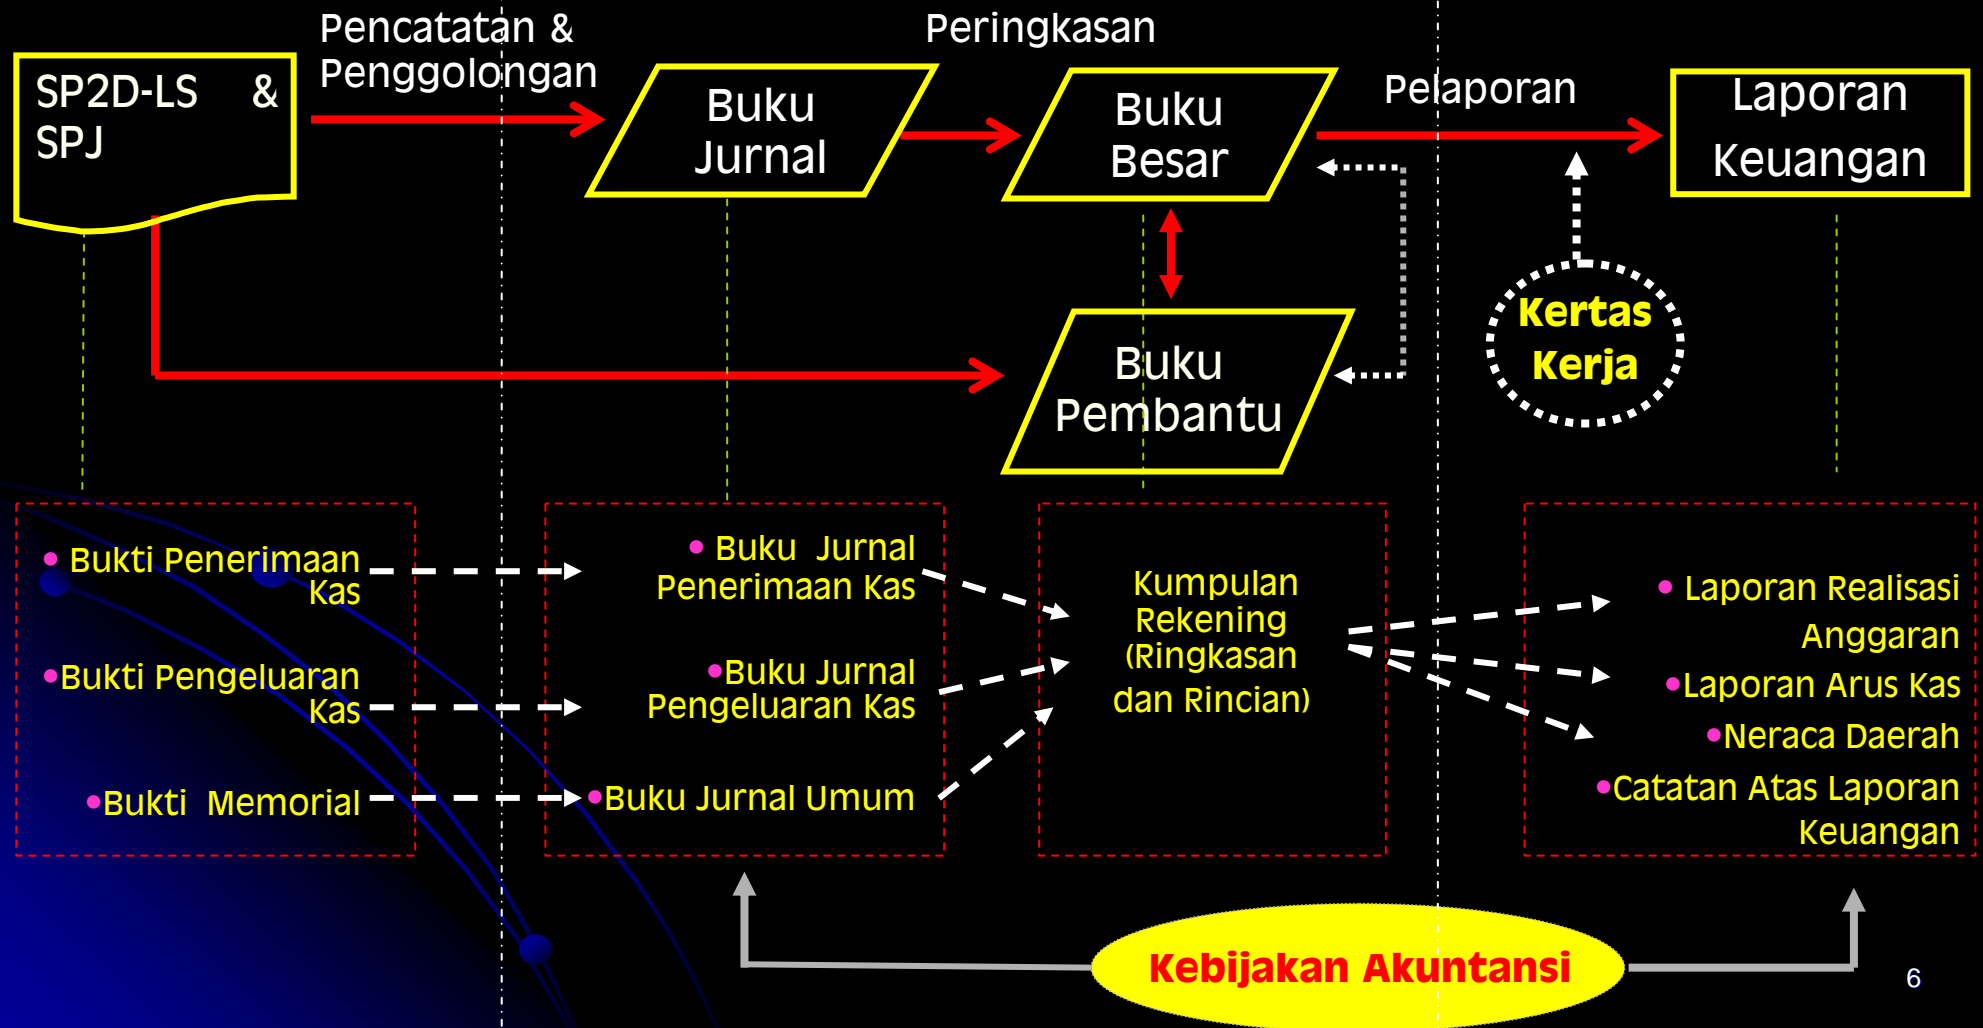 Pencatatan &
Penggolongan
Peringkasan
SP2D-LS &
SPJ
Buku
Jurnal
Buku
Besar
Pelaporan
Laporan
Keuangan
Kertas
Kerja
Buku
Pembantu
• Bukti Penerimaan
Kas
•Bukti Pengeluaran
Kas
•Bukti Memorial
• Buku Jurnal
Penerimaan Kas
•Buku Jurnal
Pengeluaran Kas
•Buku Jurnal Umum
Kumpulan
Rekening
(Ringkasan
dan Rincian)
• Laporan Realisasi
Anggaran
•Laporan Arus Kas
•Neraca Daerah
•Catatan Atas Laporan
Keuangan
Kebijakan Akuntansi
6